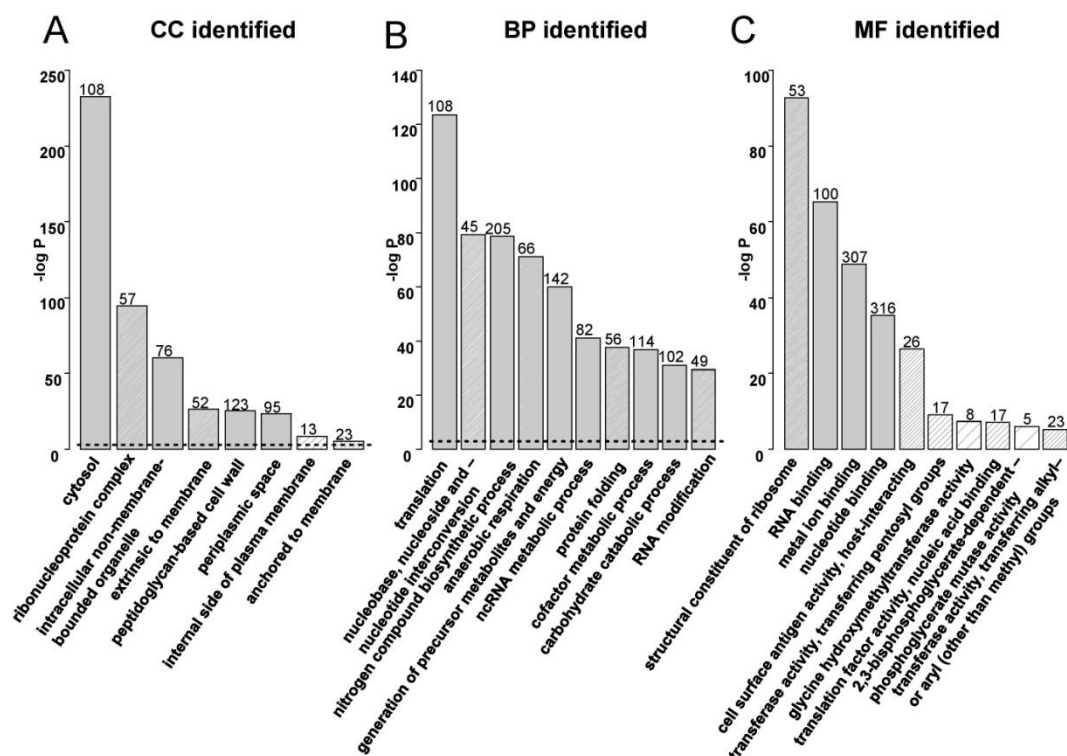 A
CC identified
250
200
150
100
50
0
-log P
108
57
76
52
123
95
13
23
cytosol
ribonucleoprotein complex
intracellular non-membrane-
bounded organelle
extrinsic to membrane
peptidoglycan-based cell wall
periplasmic space
internal side of plasma membrane
anchored to membrane
B
BP identified
140
120
100
80
60
40
20
0
-log P
108
45
205
66
142
82
56
114
102
49
translation
nucleobase, nucleoside and –
nucleotide interconversion
nitrogen compound biosynthetic process
anaerobic respiration
generation of precursor metabolites and energy
ncRNA metabolic process
protein folding
cofactor metabolic process
carbohydrate catabolic process
RNA modification
C
MF identified
100
80
60
40
20
0
-log P
53
100
307
316
26
17
8
17
5
23
structural constituent of ribosome
RNA binding
metal ion binding
nucleotide binding
cell surface antigen activity, host-interacting
transferase activity, transferring pentosyl groups
glycine hydroxymethyltransferase activity
translation factor activity, nucleic acid binding
2,3-bisphosphoglycerate-dependent –
phosphoglycerate mutase activity
transferase activity, transferring alkyl–
or aryl (other than methyl) groups